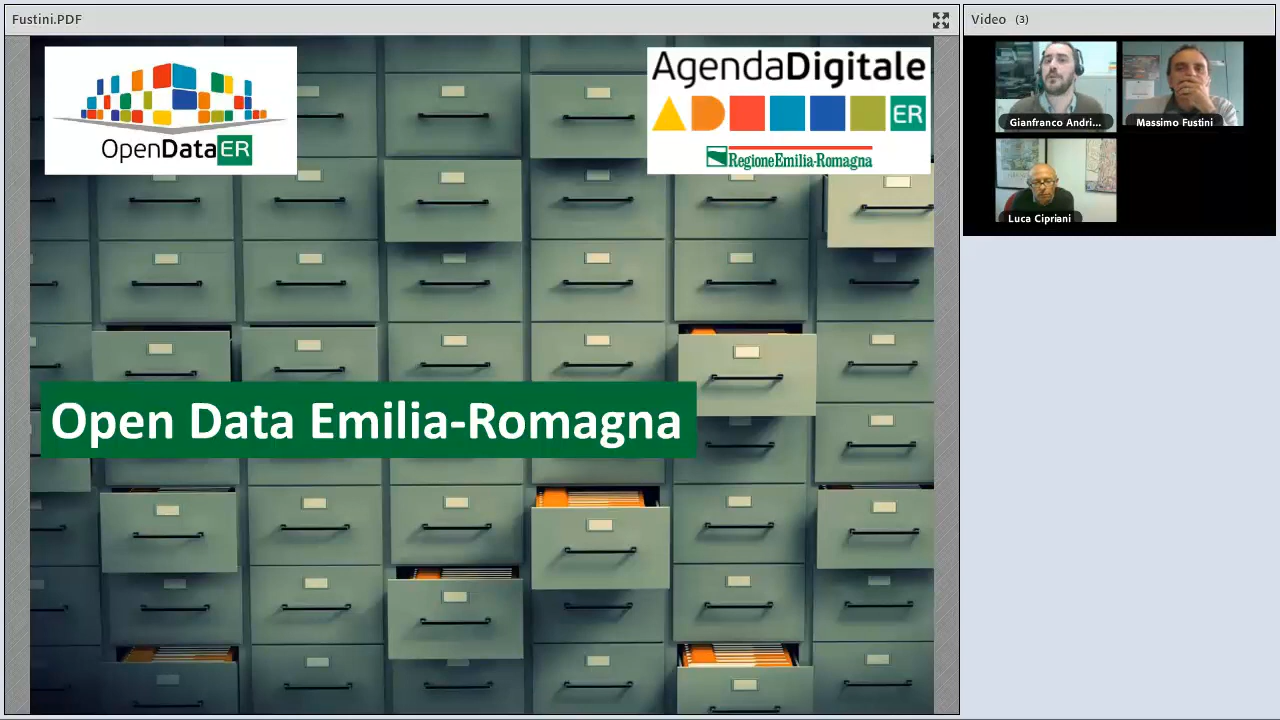 Fustini.PDF
OpenDataER
AgendaDigitale
ER
RegioneEmilia-Romagna
Open Data Emilia-Romagna
Video (3)
Gianfranco Andri...
Massimo Fustini
Luca Cipriani